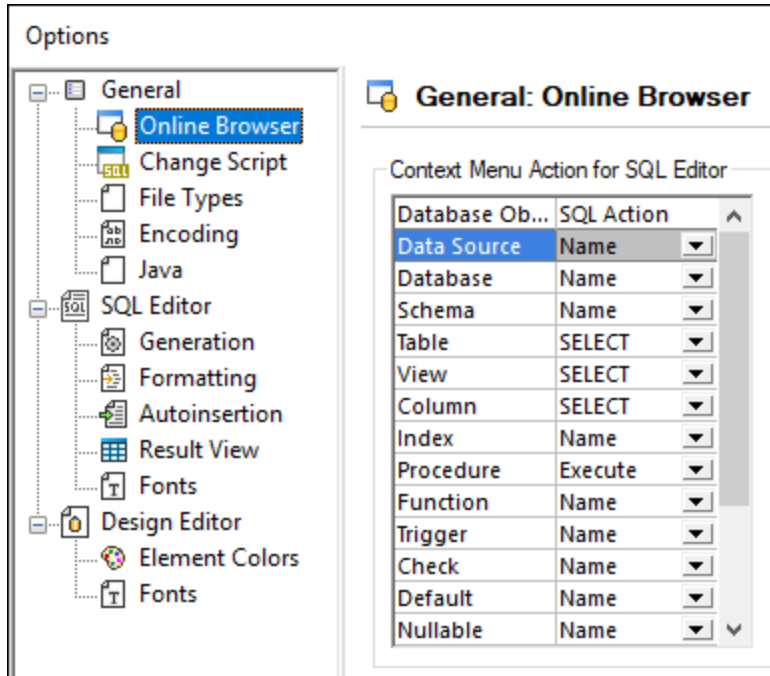 Options
General
Online Browser
Change Script
File Types
Encoding
Java
SQL Editor
Generation
Formatting
Autoinsertion
Result View
Fonts
Design Editor
Element Colors
Fonts
General: Online Browser
Context Menu Action for SQL Editor
Database Ob... SQL Action
Data Source Name
Database Name
Schema Name
Table SELECT
View SELECT
Column SELECT
Index Name
Procedure Execute
Function Name
Trigger Name
Check Name
Default Name
Nullable Name